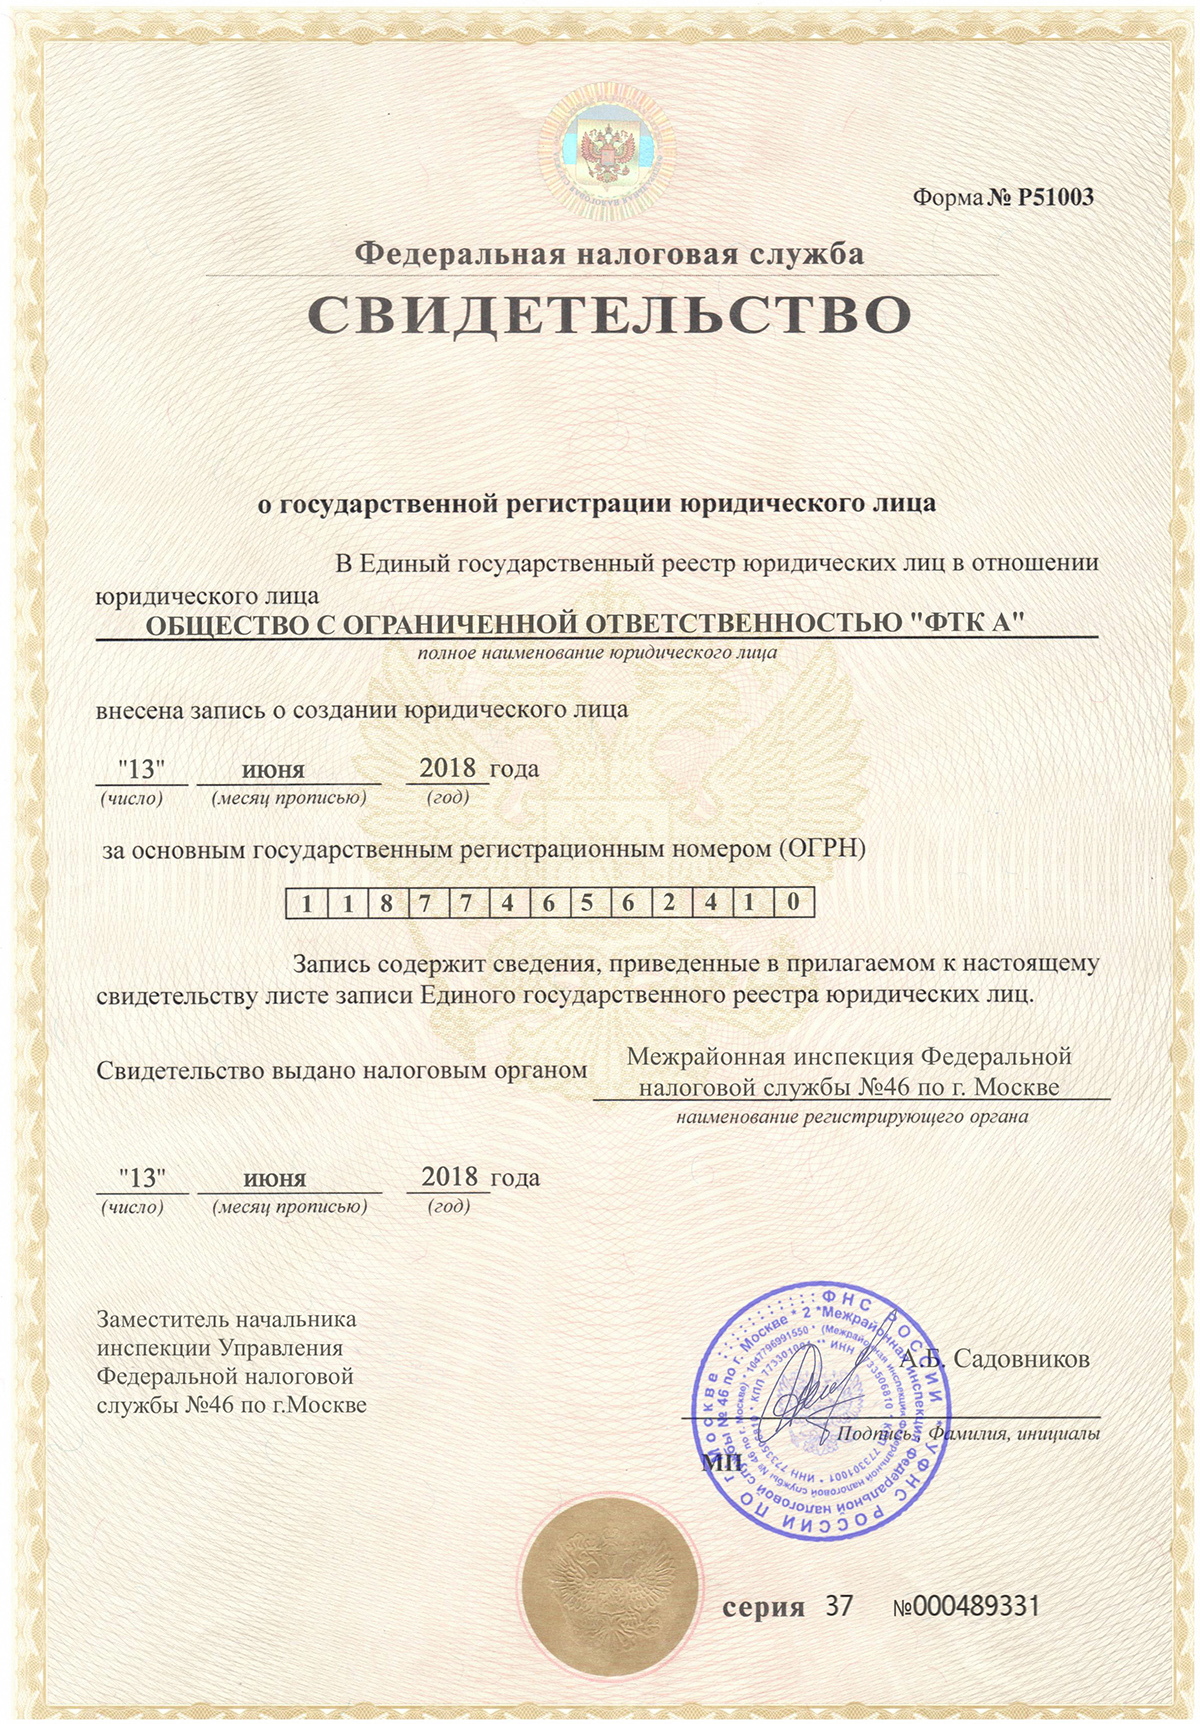 Форма № Р51003
Федеральная налоговая служба
СВИДЕТЕЛЬСТВО
о государственной регистрации юридического лица
В Единый государственный реестр юридических лиц в отношении
юридического лица
ОБЩЕСТВО С ОГРАНИЧЕННОЙ ОТВЕТСТВЕННОСТЬЮ "ФТК А"
полное наименование юридического лица
внесена запись о создании юридического лица
"13" июня 2018 года
(число) (месяц прописью) (год)
за основным государственным регистрационным номером (ОГРН)
1 1 8 7 7 4 6 5 6 2 4 1 0
Запись содержит сведения, приведенные в прилагаемом к настоящему
свидетельству листе записи Единого государственного реестра юридических лиц.
Свидетельство выдано налоговым органом
Межрайонная инспекция Федеральной
налоговой службы №46 по г. Москве
наименование регистрирующего органа
"13" июня 2018 года
(число) (месяц прописью) (год)
Заместитель начальника
инспекции Управления
Федеральной налоговой
службы №46 по г.Москве
А.Б. Садовников
Подпись, Фамилия, инициалы
МП
ФНС РОССИИ * УФНС РОССИИ ПО Г. МОСКВЕ
2 * Межрайонная инспекция Федеральной налоговой службы № 46 по г. Москве *
серия 37 №000489331